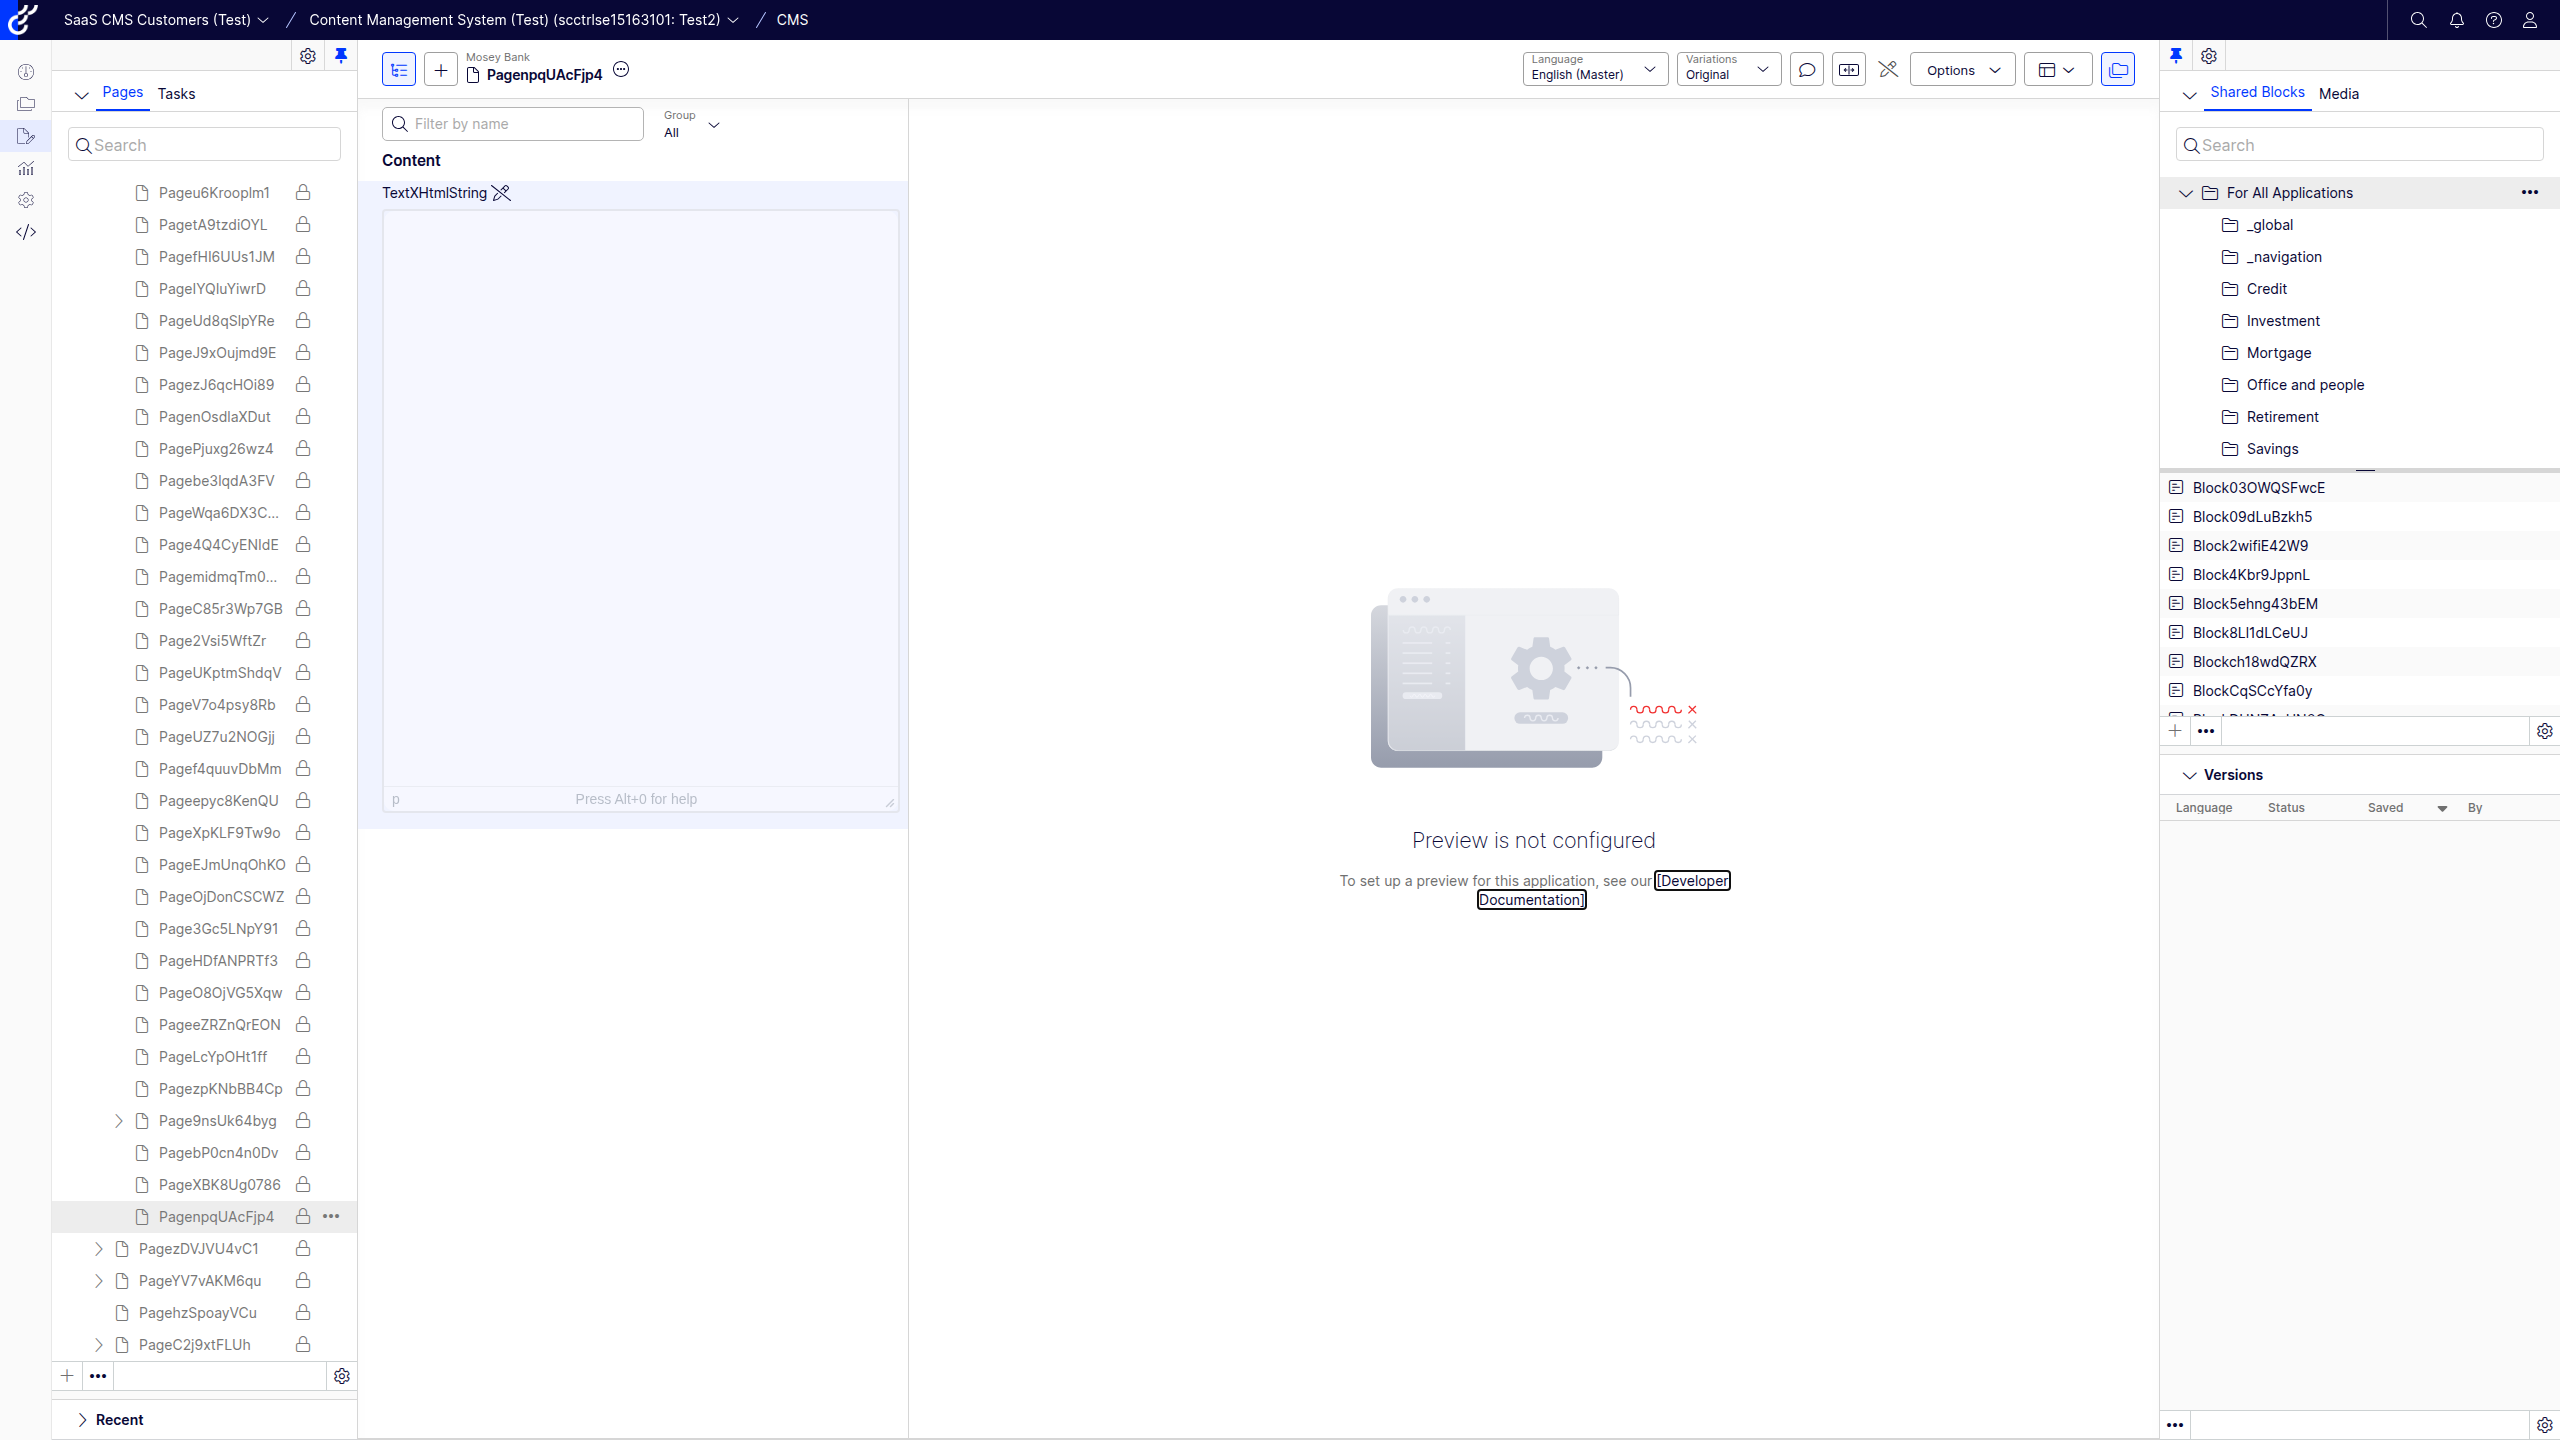 SaaS CMS Customers (Test) / Content Management System (Test) (scctrlse15163101: Test2) / CMS
Pages Tasks
Search
Pageu6KroopIm1
PagetA9tzdiOYL
PagefHI6UUs1JM
PageIYQIuYiwrD
PageUd8qSlpYRe
PageJ9xOujmd9E
PagezJ6qcHOi89
PagenOsdlaXDut
PagePjuxg26wz4
Pagebe3lqdA3FV
PageWqa6DX3C...
Page4Q4CyENIdE
PagemidmqTm0...
PageC85r3Wp7GB
Page2Vsi5WftZr
PageUKptmShdqV
PageV7o4psy8Rb
PageUZ7u2NOGjj
Pagef4quuvDbMm
Pageepyc8KenQU
PageXpKLF9Tw9o
PageEJmUnqOhKO
PageOjDonCSCWZ
Page3Gc5LNpY91
PageHDfANPRTf3
PageO8OjVG5Xqw
PageeZRZnQrEON
PageLcYpOHt1ff
PagezpKNbBB4Cp
Page9nsUk64byg
PagebP0cn4n0Dv
PageXBK8Ug0786
PagenpqUAcFjp4
PagezDVJVU4vC1
PageYV7vAKM6qu
PagehzSpoayVCu
PageC2j9xtFLUh
Recent
Mosey Bank
PagenpqUAcFjp4
Language
English (Master)
Variations
Original
Options
Filter by name
Group
All
Content
TextXHtmlString
p
Press Alt+0 for help
Preview is not configured
To set up a preview for this application, see our [Developer
Documentation]
Shared Blocks Media
Search
For All Applications
_global
_navigation
Credit
Investment
Mortgage
Office and people
Retirement
Savings
Block03OWQSFwcE
Block09dLuBzkh5
Block2wifiE42W9
Block4Kbr9JppnL
Block5ehng43bEM
Block8LI1dLCeUJ
Blockch18wdQZRX
BlockCqSCcYfa0y
Versions
Language Status Saved By